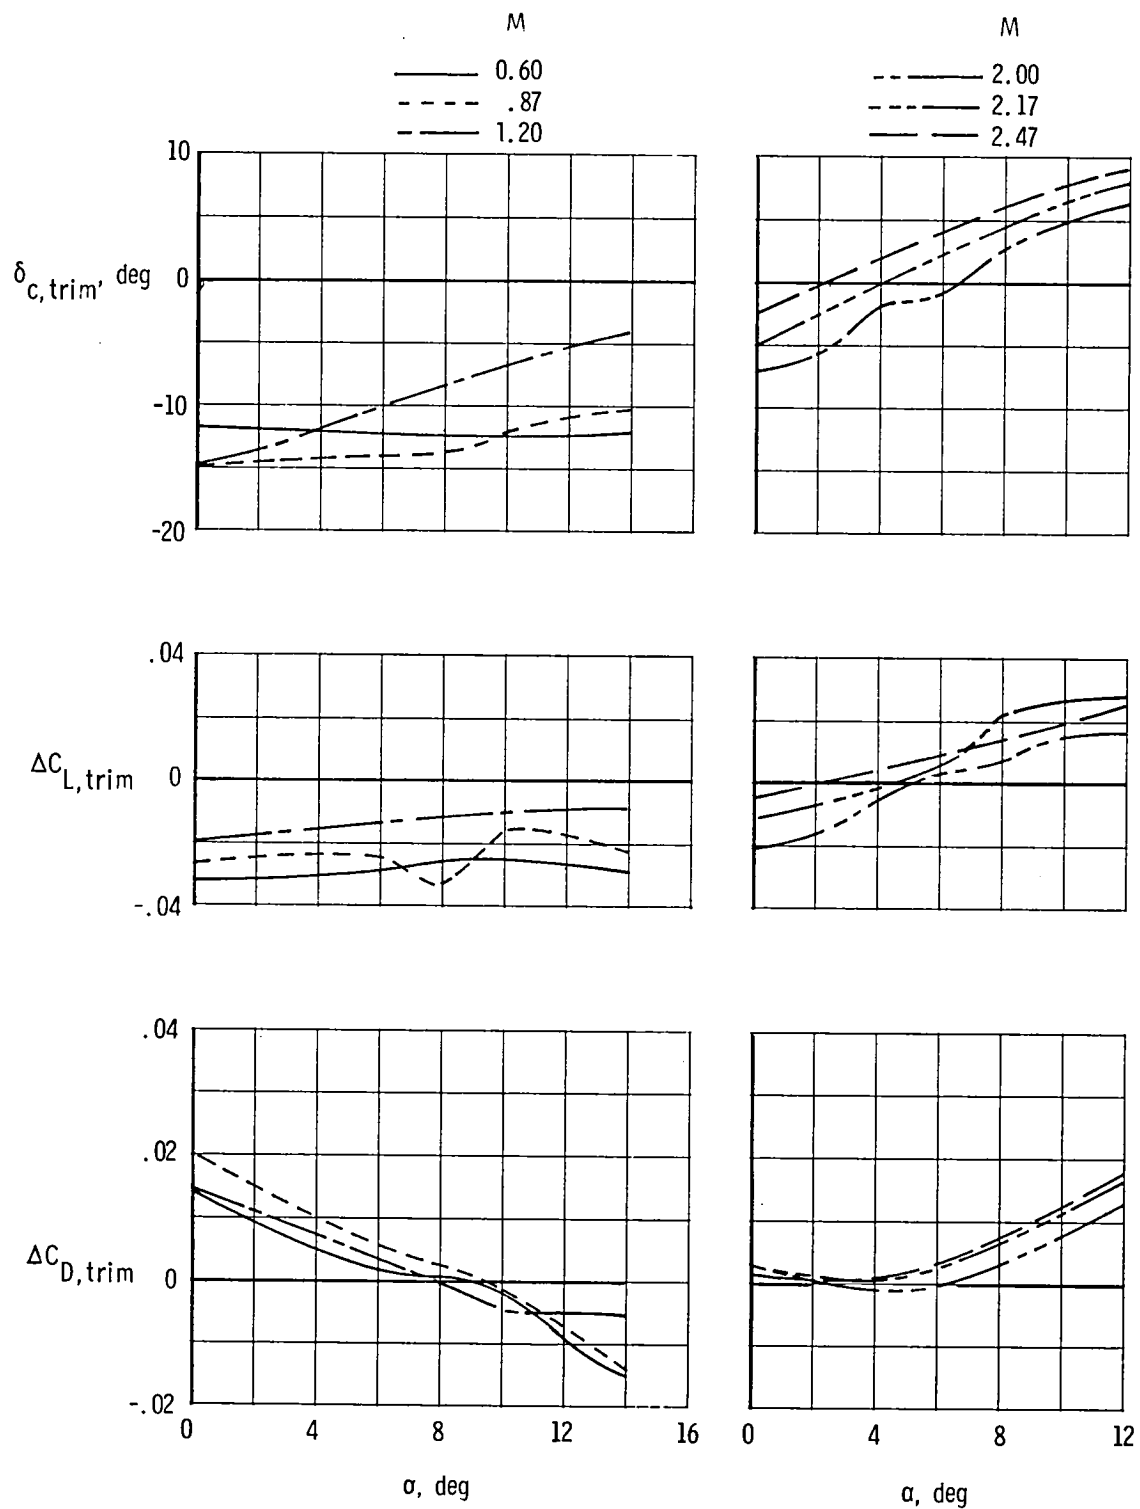 M
0.60
.87
1.20
M
2.00
2.17
2.47
10
δc,trim, deg
0
-10
-20
.04
ΔCL,trim
0
-.04
.04
.02
ΔCD,trim
0
-.02
0 4 8 12 16
α, deg
0 4 8 12
α, deg